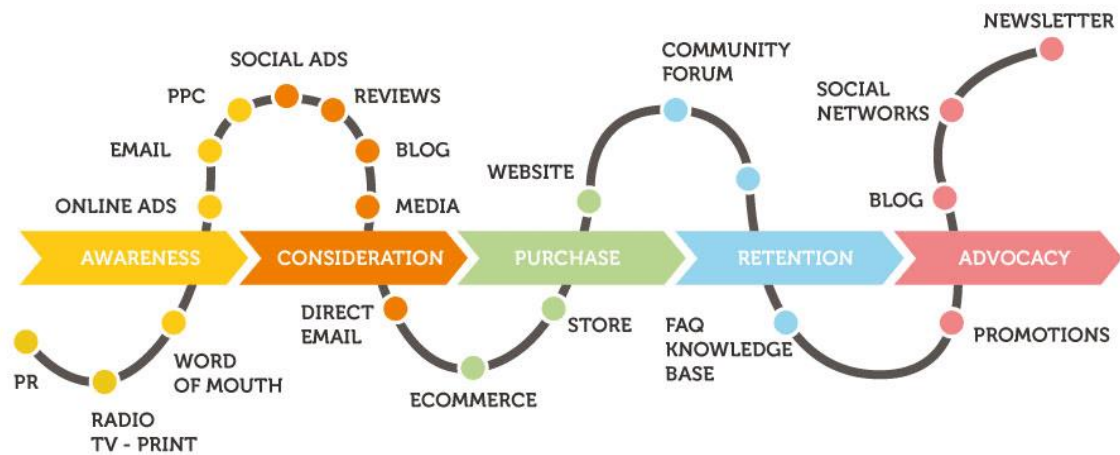 NEWSLETTER
SOCIAL ADS
COMMUNITY
FORUM
PPC
REVIEWS
SOCIAL
NETWORKS
EMAIL
BLOG
WEBSITE
ONLINE ADS
MEDIA
BLOG
AWARENESS
CONSIDERATION
PURCHASE
RETENTION
ADVOCACY
DIRECT
EMAIL
STORE
FAQ
KNOWLEDGE
BASE
PROMOTIONS
PR
WORD
OF MOUTH
ECOMMERCE
RADIO
TV - PRINT